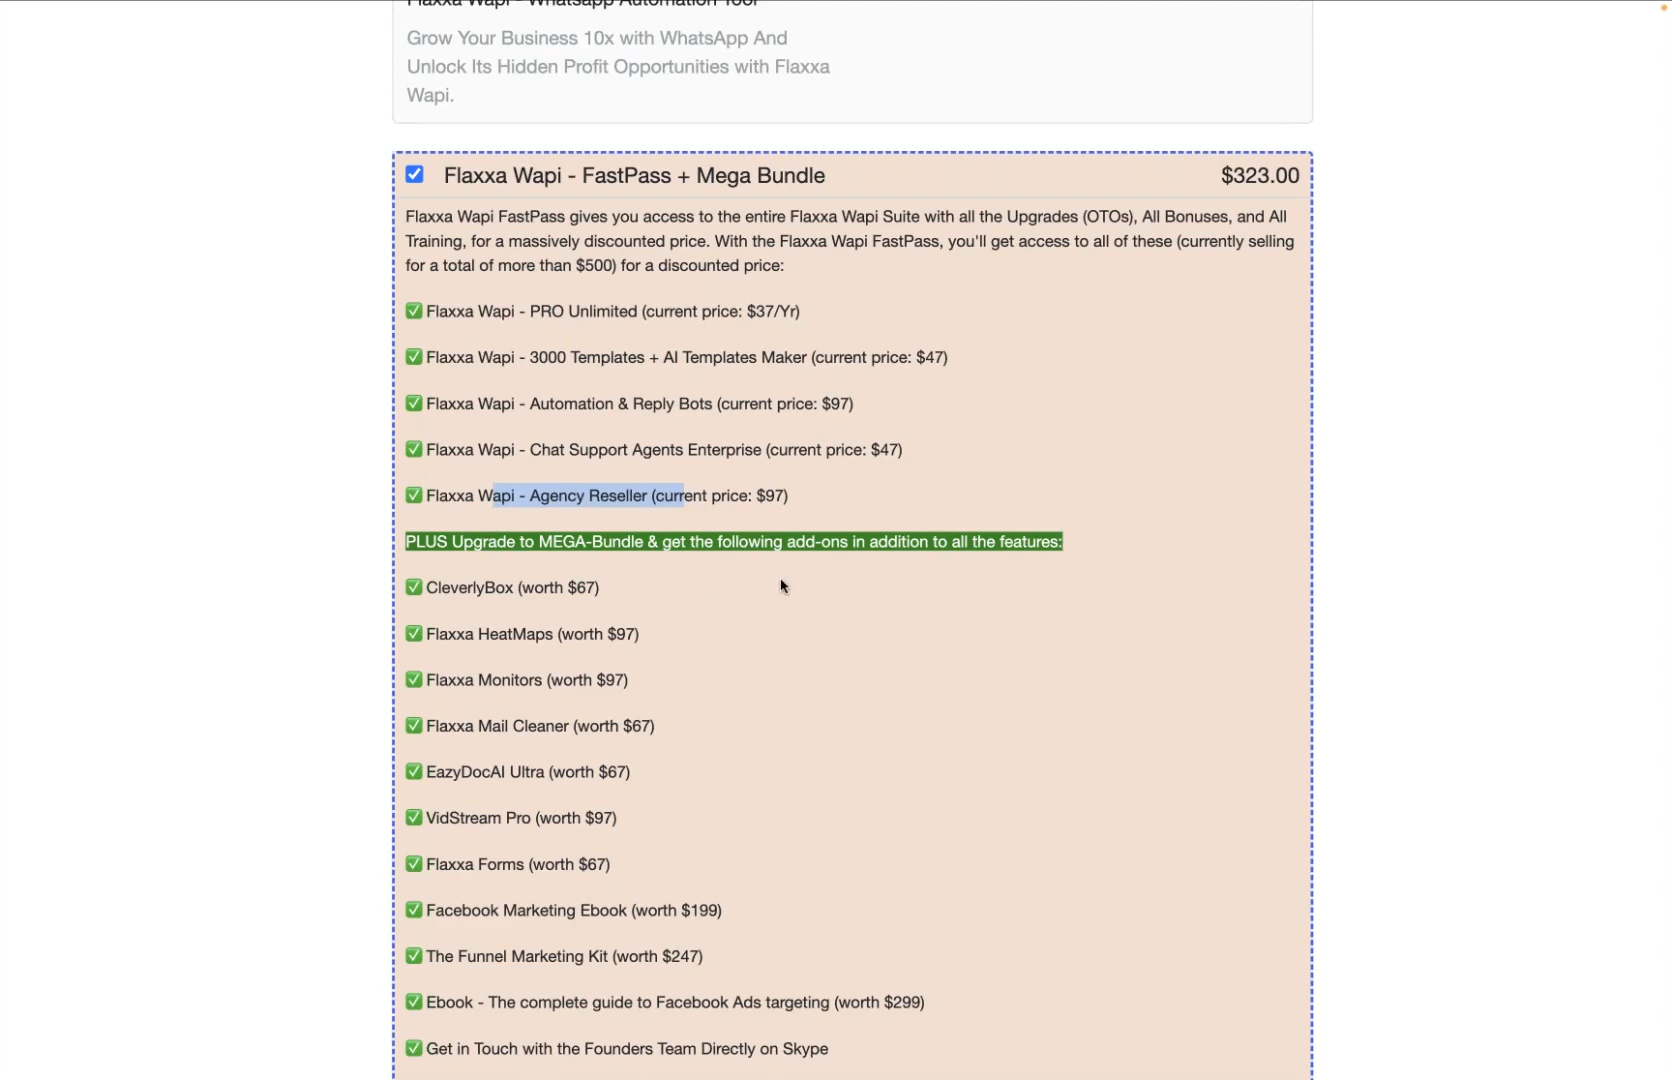 Flaxxa Wapi - Whatsapp Automation Tool
Grow Your Business 10x with WhatsApp And
Unlock Its Hidden Profit Opportunities with Flaxxa
Wapi.
Flaxxa Wapi - FastPass + Mega Bundle $323.00
Flaxxa Wapi FastPass gives you access to the entire Flaxxa Wapi Suite with all the Upgrades (OTOs), All Bonuses, and All
Training, for a massively discounted price. With the Flaxxa Wapi FastPass, you'll get access to all of these (currently selling
for a total of more than $500) for a discounted price:
✅ Flaxxa Wapi - PRO Unlimited (current price: $37/Yr)
✅ Flaxxa Wapi - 3000 Templates + AI Templates Maker (current price: $47)
✅ Flaxxa Wapi - Automation & Reply Bots (current price: $97)
✅ Flaxxa Wapi - Chat Support Agents Enterprise (current price: $47)
✅ Flaxxa Wapi - Agency Reseller (current price: $97)
PLUS Upgrade to MEGA-Bundle & get the following add-ons in addition to all the features:
✅ CleverlyBox (worth $67)
✅ Flaxxa HeatMaps (worth $97)
✅ Flaxxa Monitors (worth $97)
✅ Flaxxa Mail Cleaner (worth $67)
✅ EazyDocAI Ultra (worth $67)
✅ VidStream Pro (worth $97)
✅ Flaxxa Forms (worth $67)
✅ Facebook Marketing Ebook (worth $199)
✅ The Funnel Marketing Kit (worth $247)
✅ Ebook - The complete guide to Facebook Ads targeting (worth $299)
✅ Get in Touch with the Founders Team Directly on Skype